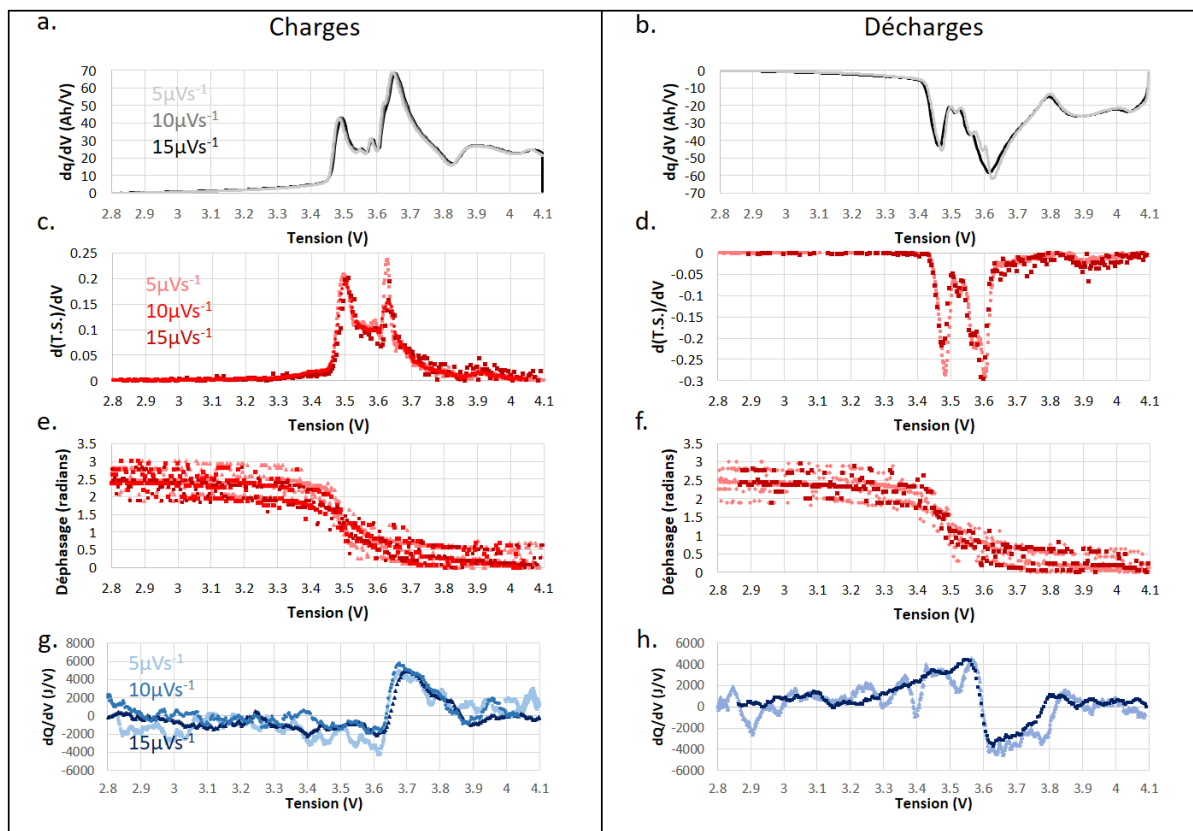 a.
Charges
70
60
50
40
30
20
10
0
dq/dV (Ah/V)
5µVs⁻¹
10µVs⁻¹
15µVs⁻¹
2.8 2.9 3 3.1 3.2 3.3 3.4 3.5 3.6 3.7 3.8 3.9 4 4.1
Tension (V)
b.
Décharges
0
-10
-20
-30
-40
-50
-60
-70
dq/dV (Ah/V)
2.8 2.9 3 3.1 3.2 3.3 3.4 3.5 3.6 3.7 3.8 3.9 4 4.1
Tension (V)
c.
0.25
0.2
0.15
0.1
0.05
0
d(T.S.)/dV
5µVs⁻¹
10µVs⁻¹
15µVs⁻¹
2.8 2.9 3 3.1 3.2 3.3 3.4 3.5 3.6 3.7 3.8 3.9 4 4.1
Tension (V)
d.
0
-0.05
-0.1
-0.15
-0.2
-0.25
-0.3
d(T.S.)/dV
2.8 2.9 3 3.1 3.2 3.3 3.4 3.5 3.6 3.7 3.8 3.9 4 4.1
Tension (V)
e.
3.5
3
2.5
2
1.5
1
0.5
0
Déphasage (radians)
2.8 2.9 3 3.1 3.2 3.3 3.4 3.5 3.6 3.7 3.8 3.9 4 4.1
Tension (V)
f.
3.5
3
2.5
2
1.5
1
0.5
0
Déphasage (radians)
2.8 2.9 3 3.1 3.2 3.3 3.4 3.5 3.6 3.7 3.8 3.9 4 4.1
Tension (V)
g.
8000
6000
4000
2000
0
-2000
-4000
-6000
dQ/dV (J/V)
5µVs⁻¹
10µVs⁻¹
15µVs⁻¹
2.8 2.9 3 3.1 3.2 3.3 3.4 3.5 3.6 3.7 3.8 3.9 4 4.1
Tension (V)
h.
8000
6000
4000
2000
0
-2000
-4000
-6000
dQ/dV (J/V)
2.8 2.9 3 3.1 3.2 3.3 3.4 3.5 3.6 3.7 3.8 3.9 4 4.1
Tension (V)